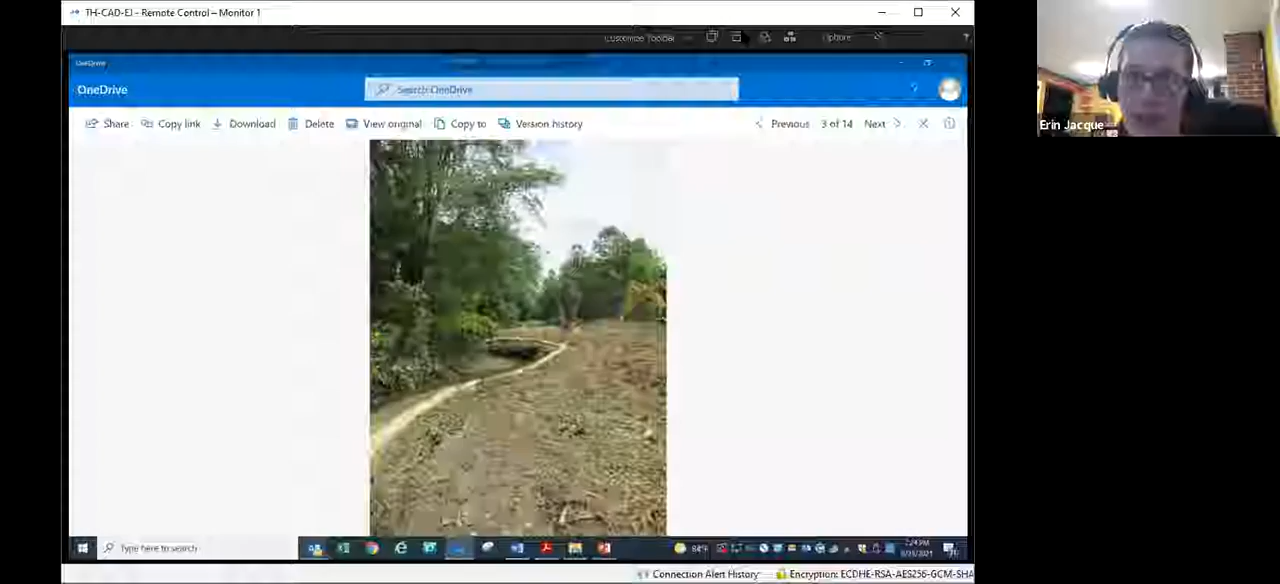 TH-CAD-EJ - Remote Control – Monitor 1
Customize Toolbar
Options
OneDrive
OneDrive
Search OneDrive
?
Share Copy link Download Delete View original Copy to Version history Previous 3 of 14 Next
Erin Jacque
Type here to search
84°F
Connection Alert History Encryption: ECDHE-RSA-AES256-GCM-SHA